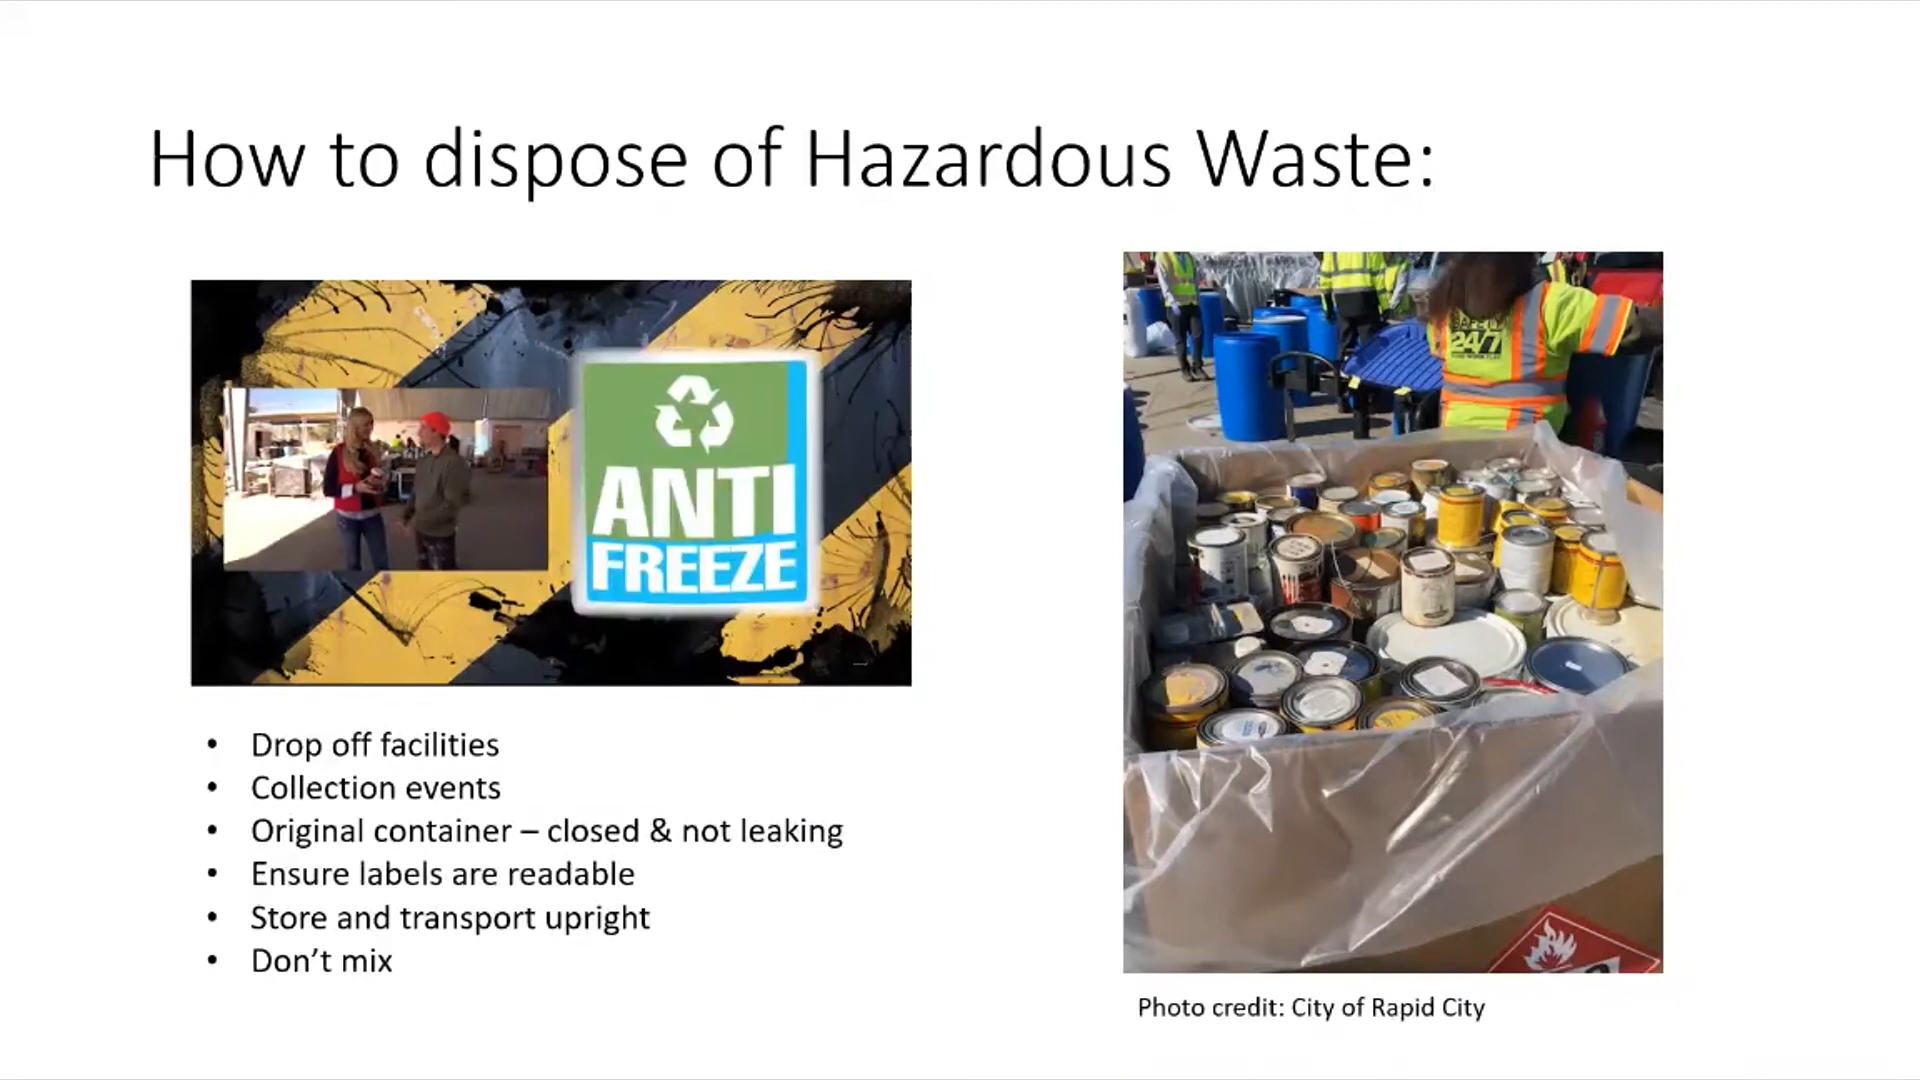 How to dispose of Hazardous Waste:
ANTI
FREEZE
SAFETY
24/7
• Drop off facilities
• Collection events
• Original container – closed & not leaking
• Ensure labels are readable
• Store and transport upright
• Don’t mix
Photo credit: City of Rapid City